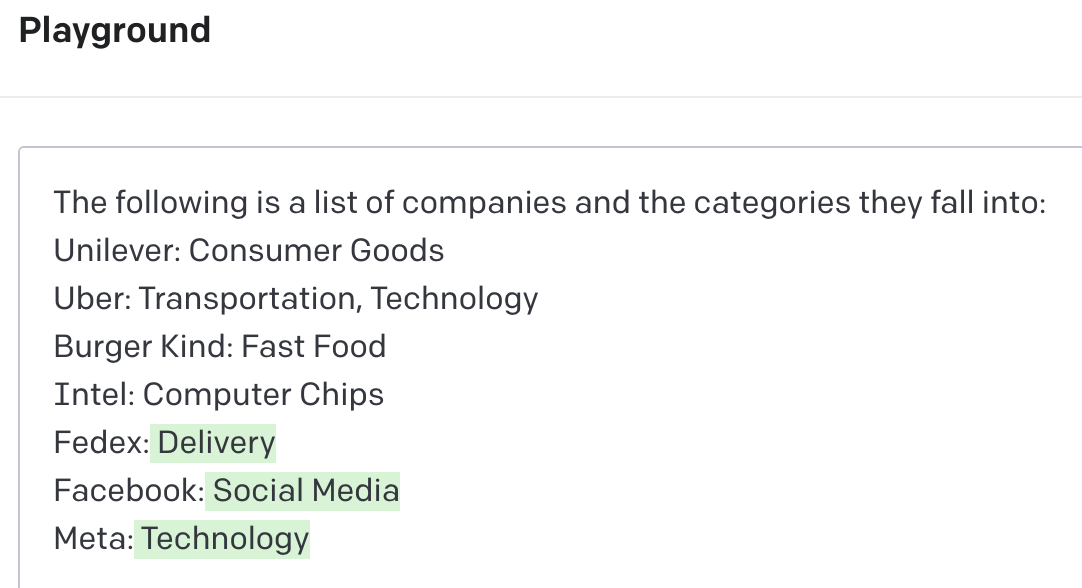 Playground
The following is a list of companies and the categories they fall into:
Unilever: Consumer Goods
Uber: Transportation, Technology
Burger Kind: Fast Food
Intel: Computer Chips
Fedex: Delivery
Facebook: Social Media
Meta: Technology